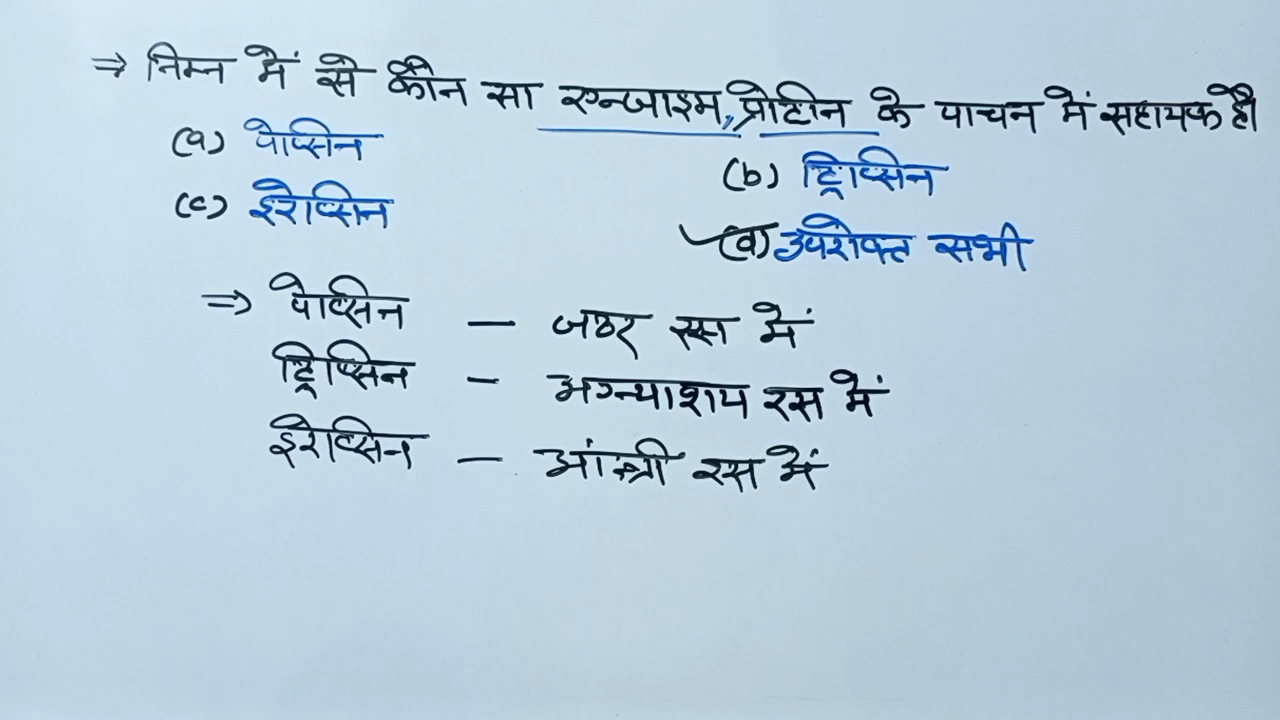 ⇒ निम्न में से कौन सा एन्जाइम, प्रोटीन के पाचन में सहायक है।
(a) पेप्सिन
(b) ट्रिप्सिन
(c) इरेप्सिन
(d) उपरोक्त सभी
⇒ पेप्सिन — जठर रस में
ट्रिप्सिन — अग्न्याशय रस में
इरेप्सिन — आंत्री रस में